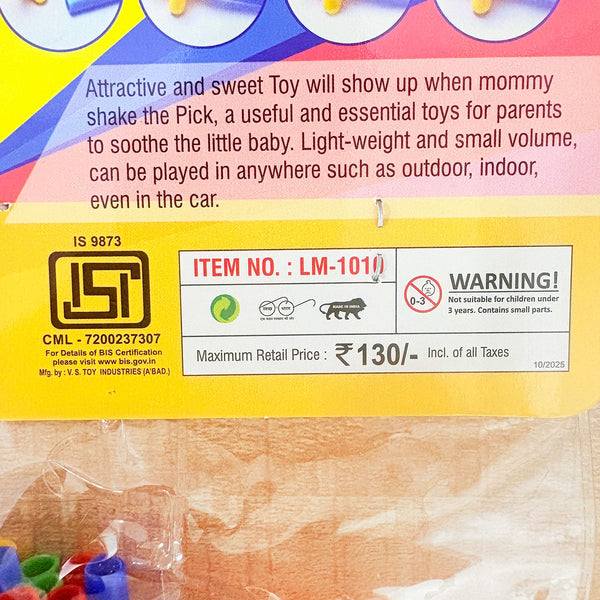 Attractive and sweet Toy will show up when mommy
shake the Pick, a useful and essential toys for parents
to soothe the little baby. Light-weight and small volume,
can be played in anywhere such as outdoor, indoor,
even in the car.
IS 9873
ISI
CML - 7200237307
For Details of BIS Certification
please visit www.bis.gov.in
Mfg. by : V. S. TOY INDUSTRIES (A'BAD.)
ITEM NO. : LM-1010
MADE IN INDIA
0-3
WARNING!
Not suitable for children under
3 years. Contains small parts.
Maximum Retail Price : ₹130/- Incl. of all Taxes
10/2025